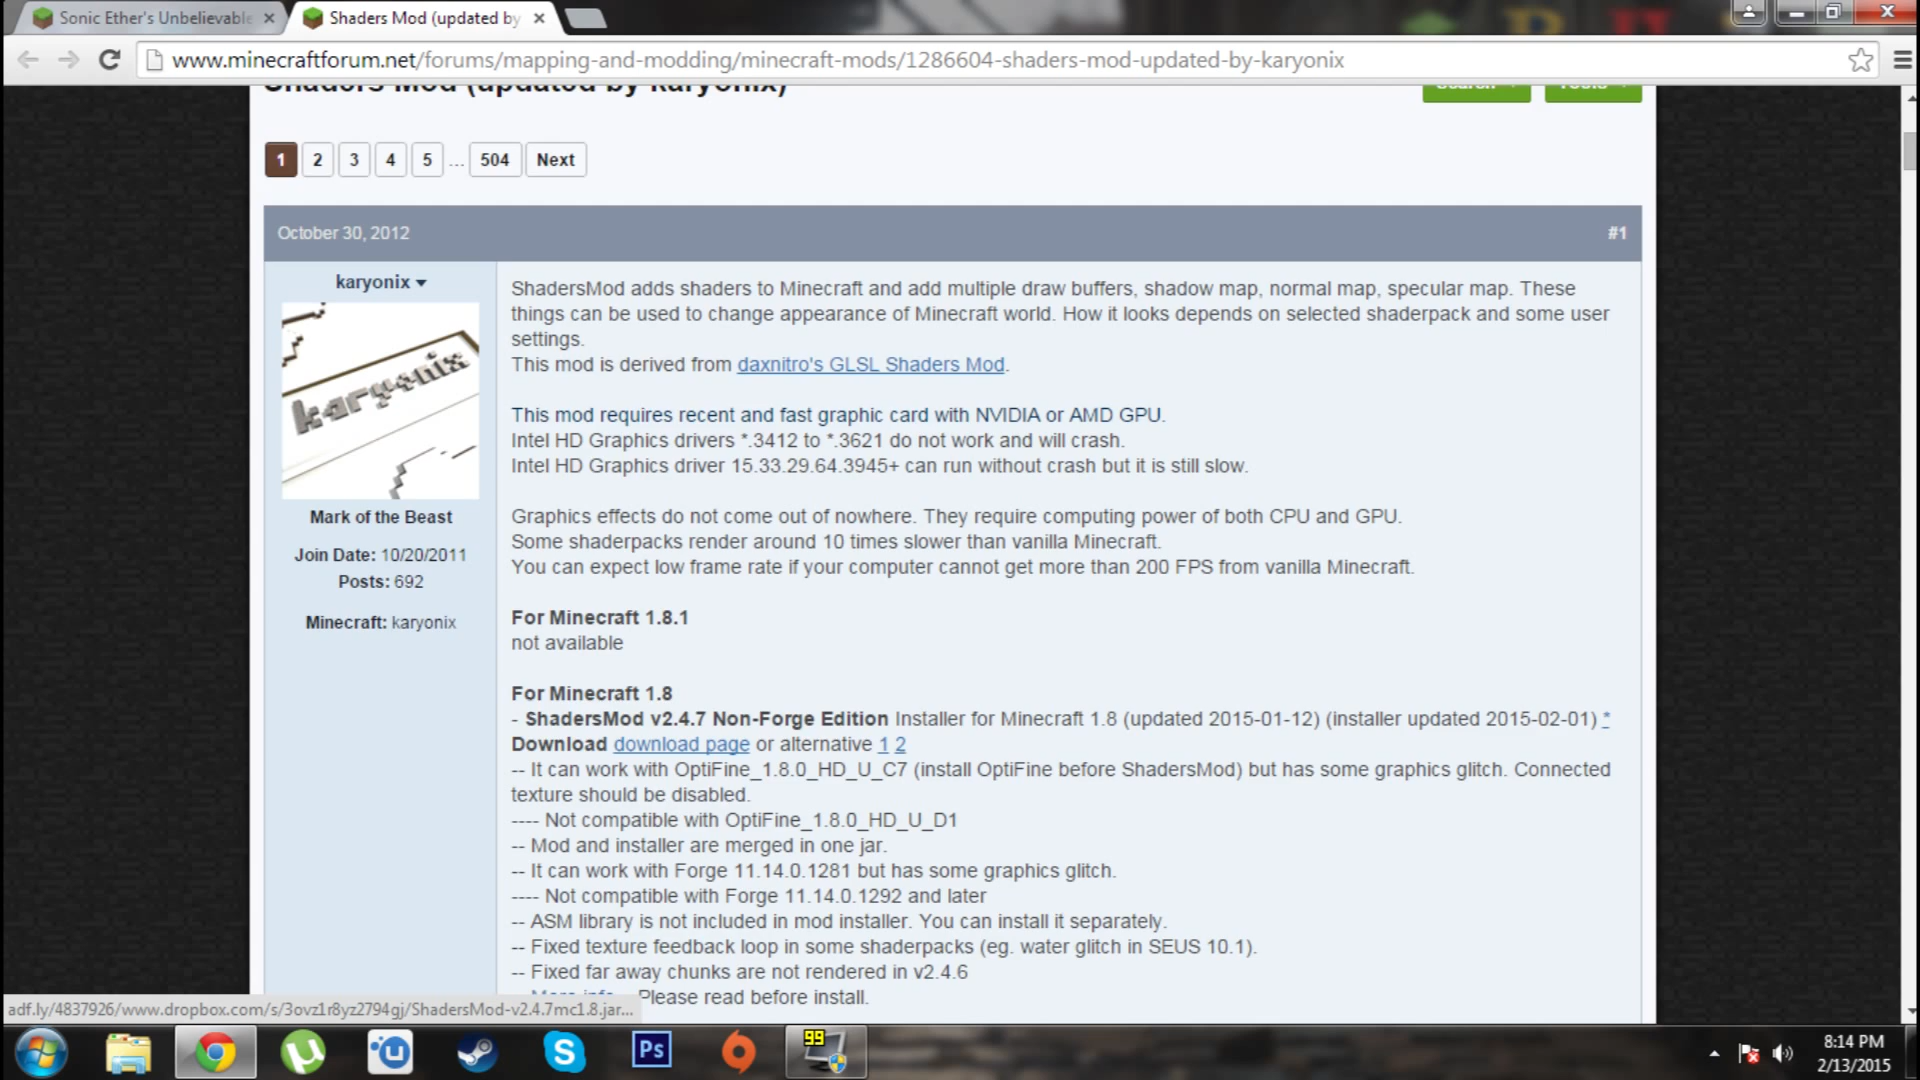 Sonic Ether's Unbelievable
Shaders Mod (updated by
www.minecraftforum.net/forums/mapping-and-modding/minecraft-mods/1286604-shaders-mod-updated-by-karyonix
Shaders Mod (updated by karyonix)
Search
Tools
1 2 3 4 5 ... 504 Next
October 30, 2012
#1
karyonix
karyonix
Mark of the Beast
Join Date: 10/20/2011
Posts: 692
Minecraft: karyonix
ShadersMod adds shaders to Minecraft and add multiple draw buffers, shadow map, normal map, specular map. These
things can be used to change appearance of Minecraft world. How it looks depends on selected shaderpack and some user
settings.
This mod is derived from daxnitro's GLSL Shaders Mod.
This mod requires recent and fast graphic card with NVIDIA or AMD GPU.
Intel HD Graphics drivers *.3412 to *.3621 do not work and will crash.
Intel HD Graphics driver 15.33.29.64.3945+ can run without crash but it is still slow.
Graphics effects do not come out of nowhere. They require computing power of both CPU and GPU.
Some shaderpacks render around 10 times slower than vanilla Minecraft.
You can expect low frame rate if your computer cannot get more than 200 FPS from vanilla Minecraft.
For Minecraft 1.8.1
not available
For Minecraft 1.8
- ShadersMod v2.4.7 Non-Forge Edition Installer for Minecraft 1.8 (updated 2015-01-12) (installer updated 2015-02-01) *
Download download page or alternative 1 2
-- It can work with OptiFine_1.8.0_HD_U_C7 (install OptiFine before ShadersMod) but has some graphics glitch. Connected
texture should be disabled.
---- Not compatible with OptiFine_1.8.0_HD_U_D1
-- Mod and installer are merged in one jar.
-- It can work with Forge 11.14.0.1281 but has some graphics glitch.
---- Not compatible with Forge 11.14.0.1292 and later
-- ASM library is not included in mod installer. You can install it separately.
-- Fixed texture feedback loop in some shaderpacks (eg. water glitch in SEUS 10.1).
-- Fixed far away chunks are not rendered in v2.4.6
More info Please read before install.
adf.ly/4837926/www.dropbox.com/s/3ovz1r8yz2794gj/ShadersMod-v2.4.7mc1.8.jar...
Ps
99
8:14 PM
2/13/2015